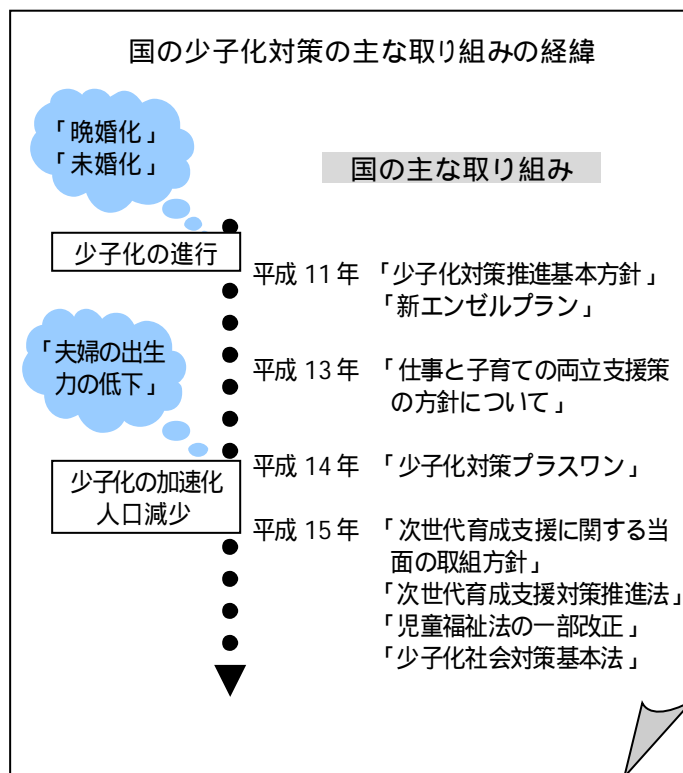 国の少子化対策の主な取り組みの経緯
「晩婚化」
「未婚化」
国の主な取り組み
少子化の進行
平成 11 年 「少子化対策推進基本方針」
「新エンゼルプラン」
「夫婦の出生
力の低下」
平成 13 年 「仕事と子育ての両立支援策
の方針について」
平成 14 年 「少子化対策プラスワン」
少子化の加速化
人口減少
平成 15 年 「次世代育成支援に関する当
面の取組方針」
「次世代育成支援対策推進法」
「児童福祉法の一部改正」
「少子化社会対策基本法」